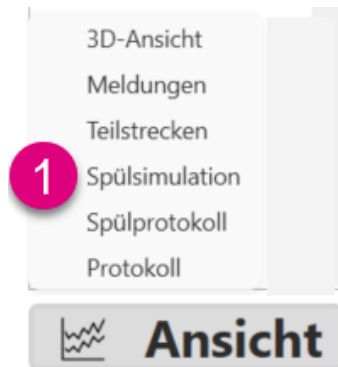 3D-Ansicht
Meldungen
Teilstrecken
1 Spülsimulation
Spülprotokoll
Protokoll
Ansicht